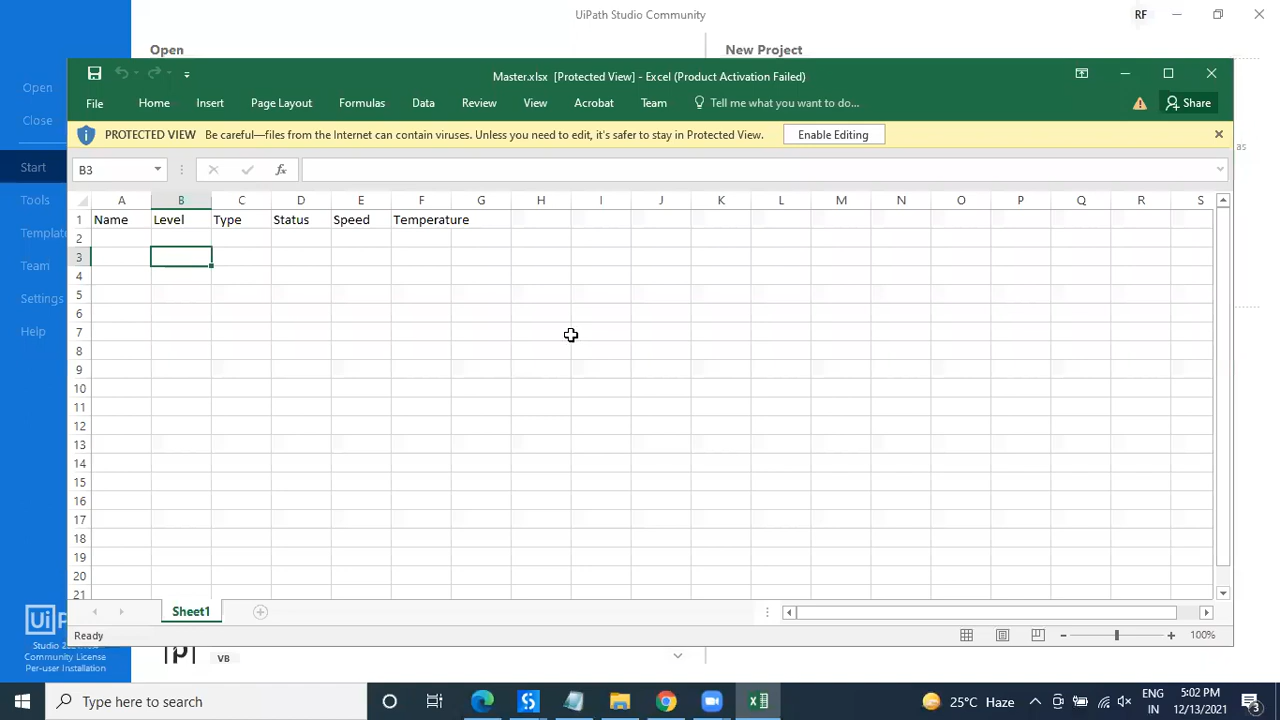 UiPath Studio Community
RF
Open
New Project
Master.xlsx [Protected View] - Excel (Product Activation Failed)
File Home Insert Page Layout Formulas Data Review View Acrobat Team Tell me what you want to do... Share
PROTECTED VIEW Be careful—files from the Internet can contain viruses. Unless you need to edit, it's safer to stay in Protected View. Enable Editing
B3 fx
A B C D E F G H I J K L M N O P Q R S
1 Name Level Type Status Speed Temperature
2
3
4
5
6
7
8
9
10
11
12
13
14
15
16
17
18
19
20
21
Sheet1
Ready 100%
Open
Close
Start
Tools
Templat
Team
Settings
Help
as
Ui P
Community License
Per-user Installation
VB
Type here to search
25°C Haze
ENG
IN
5:02 PM
12/13/2021
3